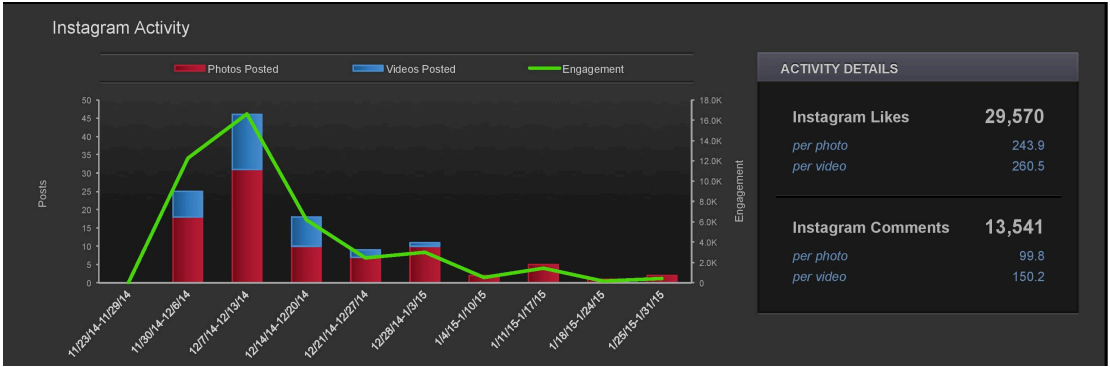 Instagram Activity
Photos Posted Videos Posted Engagement
Posts
50
45
40
35
30
25
20
15
10
5
0
18.0K
16.0K
14.0K
12.0K
10.0K
8.0K
6.0K
4.0K
2.0K
0
Engagement
11/23/14-11/29/14
11/30/14-12/6/14
12/7/14-12/13/14
12/14/14-12/20/14
12/21/14-12/27/14
12/28/14-1/3/15
1/4/15-1/10/15
1/11/15-1/17/15
1/18/15-1/24/15
1/25/15-1/31/15
ACTIVITY DETAILS
Instagram Likes 29,570
per photo 243.9
per video 260.5
Instagram Comments 13,541
per photo 99.8
per video 150.2